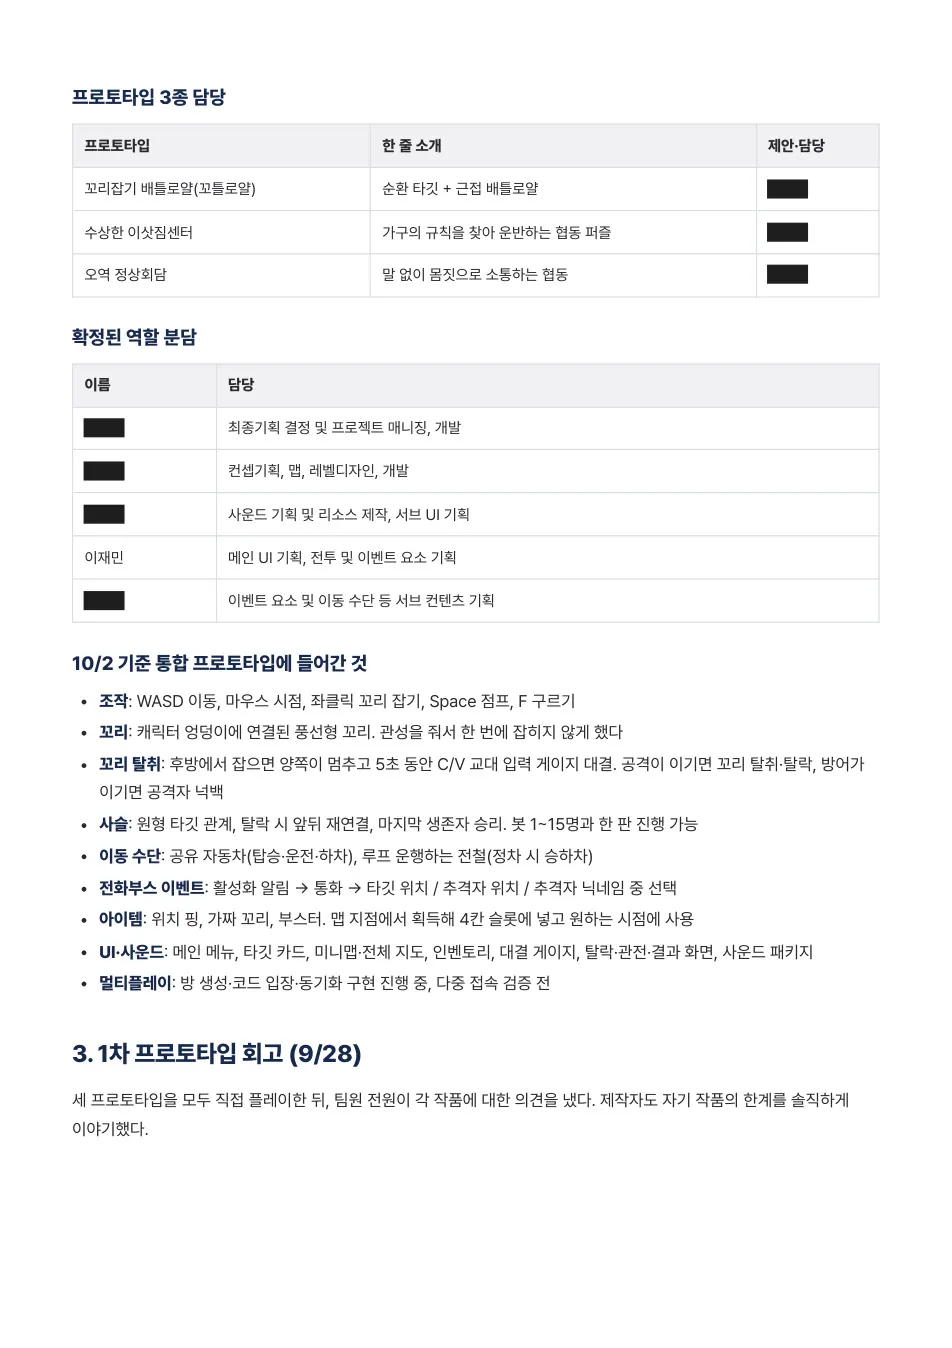 프로토타입 3종 담당
프로토타입 한 줄 소개 제안·담당
꼬리잡기 배틀로얄(꼬틀로얄) 순환 타깃 + 근접 배틀로얄
수상한 이삿짐센터 가구의 규칙을 찾아 운반하는 협동 퍼즐
오역 정상회담 말 없이 몸짓으로 소통하는 협동
확정된 역할 분담
이름 담당
최종기획 결정 및 프로젝트 매니징, 개발
컨셉기획, 맵, 레벨디자인, 개발
사운드 기획 및 리소스 제작, 서브 UI 기획
이재민 메인 UI 기획, 전투 및 이벤트 요소 기획
이벤트 요소 및 이동 수단 등 서브 컨텐츠 기획
10/2 기준 통합 프로토타입에 들어간 것
• 조작: WASD 이동, 마우스 시점, 좌클릭 꼬리 잡기, Space 점프, F 구르기
• 꼬리: 캐릭터 엉덩이에 연결된 풍선형 꼬리. 관성을 줘서 한 번에 잡히지 않게 했다
• 꼬리 탈취: 후방에서 잡으면 양쪽이 멈추고 5초 동안 C/V 교대 입력 게이지 대결. 공격이 이기면 꼬리 탈취·탈락, 방어가
이기면 공격자 넉백
• 사슬: 원형 타깃 관계, 탈락 시 앞뒤 재연결, 마지막 생존자 승리. 봇 1~15명과 한 판 진행 가능
• 이동 수단: 공유 자동차(탑승·운전·하차), 루프 운행하는 전철(정차 시 승하차)
• 전화부스 이벤트: 활성화 알림 → 통화 → 타깃 위치 / 추격자 위치 / 추격자 닉네임 중 선택
• 아이템: 위치 핑, 가짜 꼬리, 부스터. 맵 지점에서 획득해 4칸 슬롯에 넣고 원하는 시점에 사용
• UI·사운드: 메인 메뉴, 타깃 카드, 미니맵·전체 지도, 인벤토리, 대결 게이지, 탈락·관전·결과 화면, 사운드 패키지
• 멀티플레이: 방 생성·코드 입장·동기화 구현 진행 중, 다중 접속 검증 전
3. 1차 프로토타입 회고 (9/28)
세 프로토타입을 모두 직접 플레이한 뒤, 팀원 전원이 각 작품에 대한 의견을 냈다. 제작자도 자기 작품의 한계를 솔직하게
이야기했다.